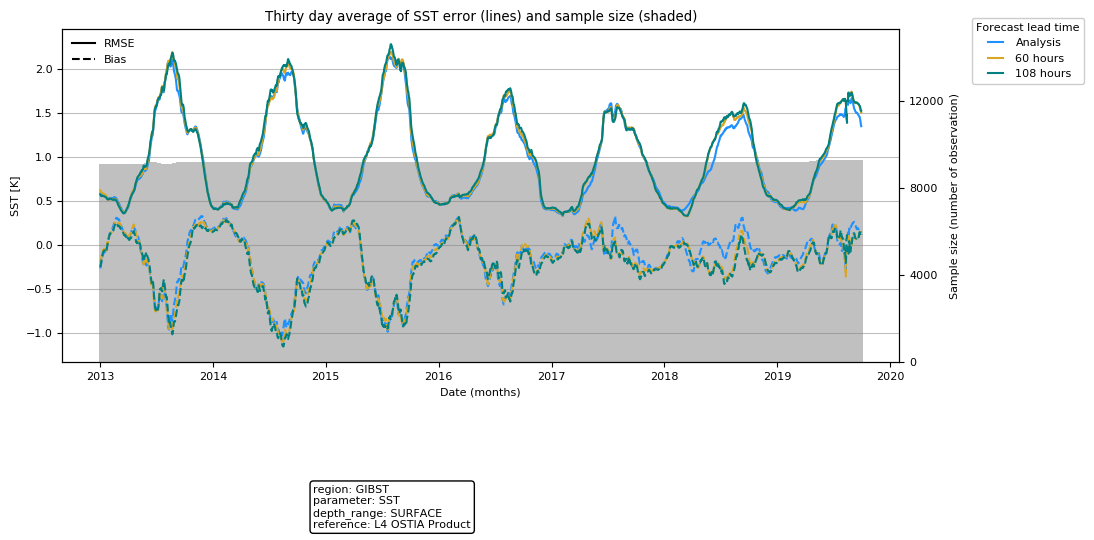 Thirty day average of SST error (lines) and sample size (shaded)
Forecast lead time
Analysis
60 hours
108 hours
RMSE
Bias
2.0
1.5
1.0
0.5
0.0
−0.5
−1.0
SST [K]
12000
8000
4000
0
Sample size (number of observation)
2013 2014 2015 2016 2017 2018 2019 2020
Date (months)
region: GIBST
parameter: SST
depth_range: SURFACE
reference: L4 OSTIA Product